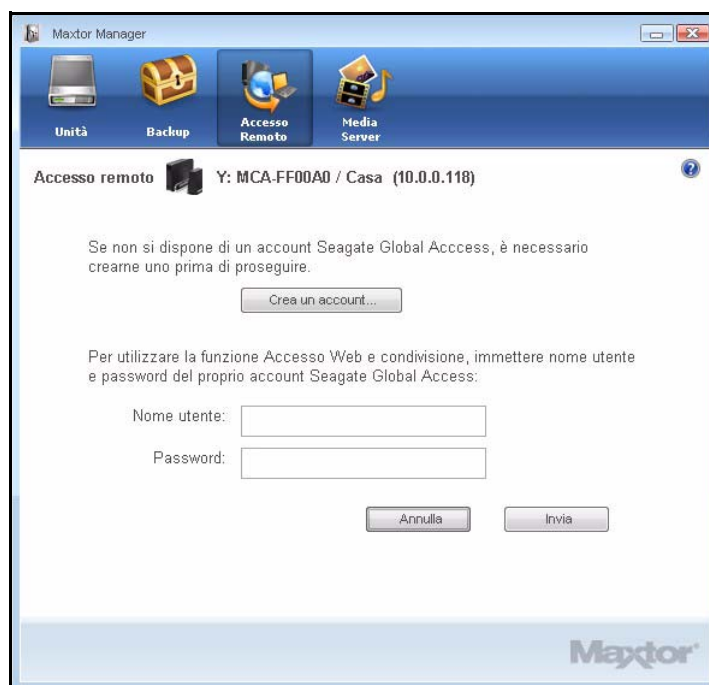 Maxtor Manager
Unità
Backup
Accesso
Remoto
Media
Server
Accesso remoto Y: MCA-FF00A0 / Casa (10.0.0.118)
?
Se non si dispone di un account Seagate Global Acccess, è necessario
crearne uno prima di proseguire.
Crea un account...
Per utilizzare la funzione Accesso Web e condivisione, immettere nome utente
e password del proprio account Seagate Global Access:
Nome utente:
Password:
Annulla
Invia
Maxtor